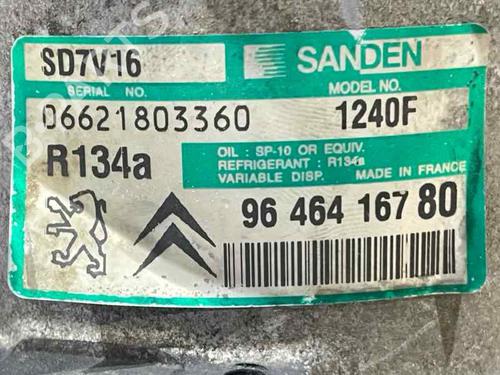 SD7V16
SANDEN
SERIAL NO.
MODEL NO.
06621803360
1240F
R134a
OIL : SP-10 OR EQUIV.
REFRIGERANT : R134a
VARIABLE DISP. MADE IN FRANCE
96 464 167 80